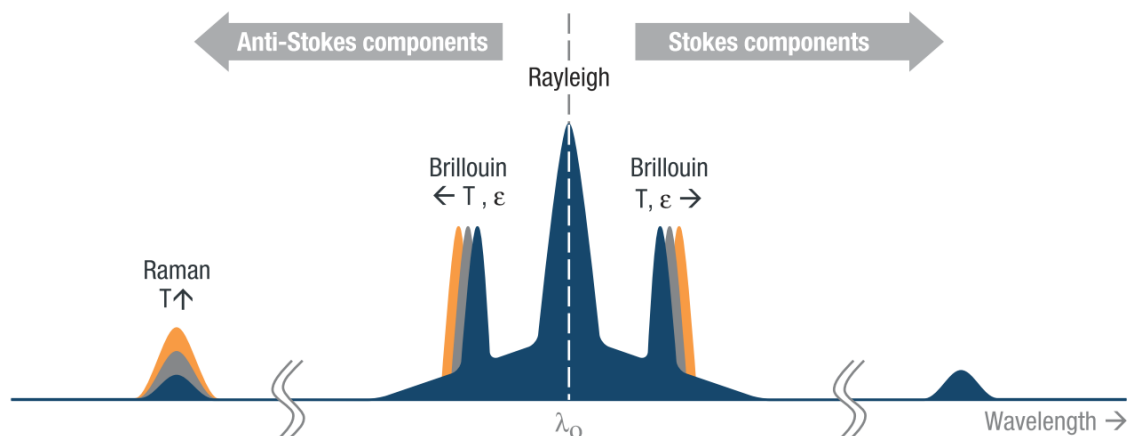 Anti-Stokes components
Stokes components
Rayleigh
Brillouin
← T , ε
Brillouin
T, ε →
Raman
T↑
λ₀
Wavelength →